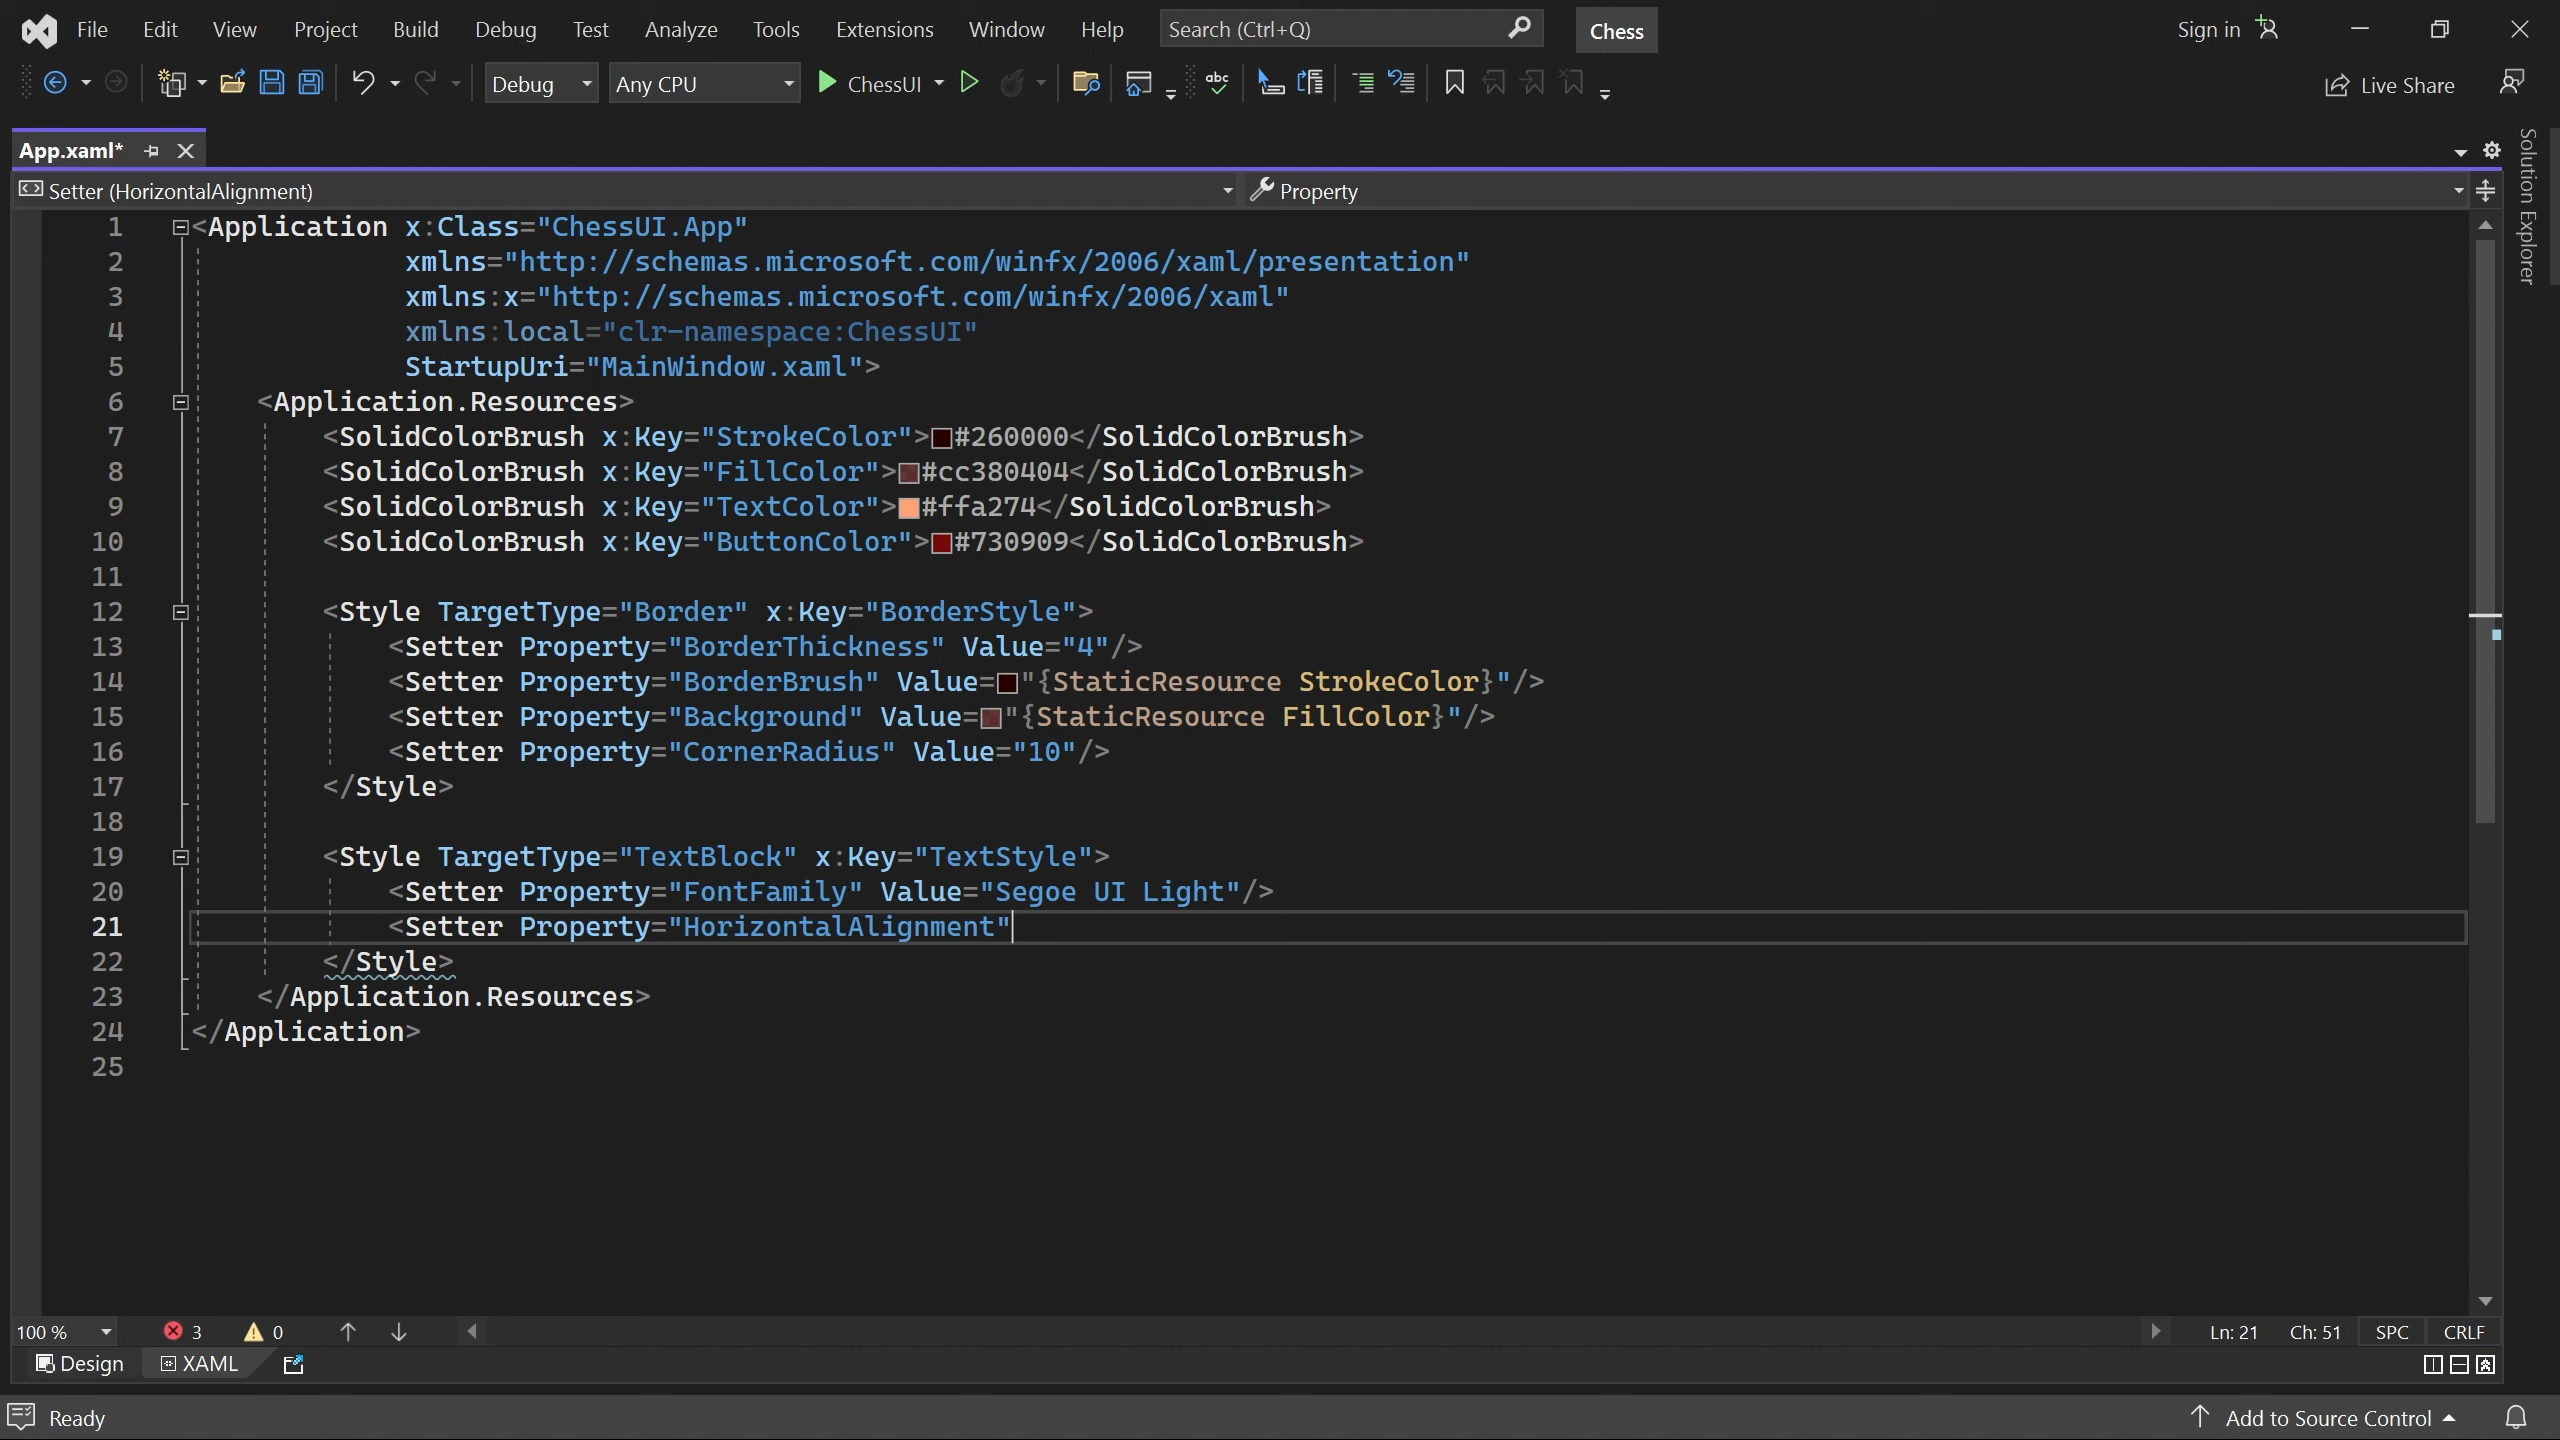 File Edit View Project Build Debug Test Analyze Tools Extensions Window Help Search (Ctrl+Q) Chess Sign in
Debug Any CPU ChessUI abc Live Share
App.xaml*
Setter (HorizontalAlignment) Property
Solution Explorer
1 <Application x:Class="ChessUI.App"
2 xmlns="http://schemas.microsoft.com/winfx/2006/xaml/presentation"
3 xmlns:x="http://schemas.microsoft.com/winfx/2006/xaml"
4 xmlns:local="clr-namespace:ChessUI"
5 StartupUri="MainWindow.xaml">
6 <Application.Resources>
7 <SolidColorBrush x:Key="StrokeColor">#260000</SolidColorBrush>
8 <SolidColorBrush x:Key="FillColor">#cc380404</SolidColorBrush>
9 <SolidColorBrush x:Key="TextColor">#ffa274</SolidColorBrush>
10 <SolidColorBrush x:Key="ButtonColor">#730909</SolidColorBrush>
11
12 <Style TargetType="Border" x:Key="BorderStyle">
13 <Setter Property="BorderThickness" Value="4"/>
14 <Setter Property="BorderBrush" Value="{StaticResource StrokeColor}"/>
15 <Setter Property="Background" Value="{StaticResource FillColor}"/>
16 <Setter Property="CornerRadius" Value="10"/>
17 </Style>
18
19 <Style TargetType="TextBlock" x:Key="TextStyle">
20 <Setter Property="FontFamily" Value="Segoe UI Light"/>
21 <Setter Property="HorizontalAlignment"
22 </Style>
23 </Application.Resources>
24 </Application>
25
100 % 3 0 Ln: 21 Ch: 51 SPC CRLF
Design XAML
Ready Add to Source Control